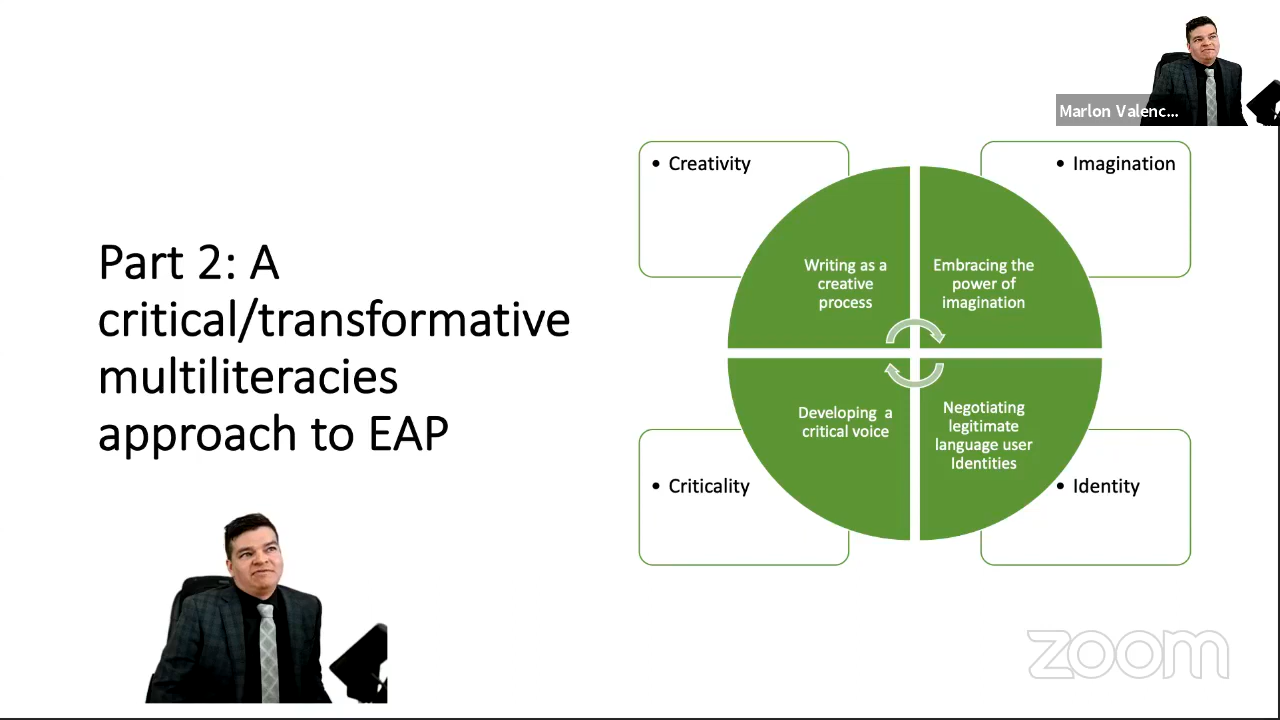 Marlon Valenc...
Part 2: A
critical/transformative
multiliteracies
approach to EAP
• Creativity
• Imagination
Writing as a
creative
process
Embracing the
power of
imagination
Developing a
critical voice
Negotiating
legitimate
language user
Identities
• Criticality
• Identity
zoom